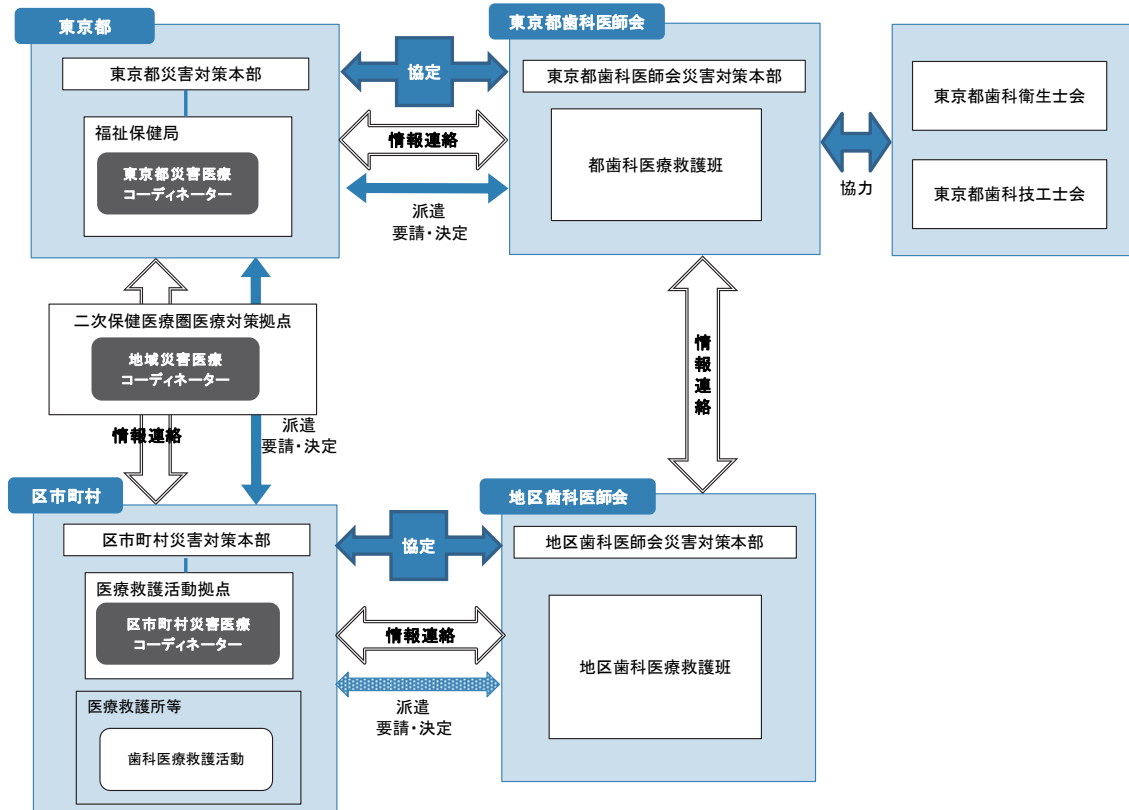 東京都
東京都歯科医師会
東京都災害対策本部
協定
東京都歯科医師会災害対策本部
東京都歯科衛生士会
福祉保健局
情報連絡
都歯科医療救護班
東京都災害医療
コーディネーター
派遣
要請・決定
協力
東京都歯科技工士会
二次保健医療圏医療対策拠点
地域災害医療
コーディネーター
情報連絡
派遣
要請・決定
情報連絡
区市町村
地区歯科医師会
区市町村災害対策本部
協定
地区歯科医師会災害対策本部
医療救護活動拠点
区市町村災害医療
コーディネーター
情報連絡
地区歯科医療救護班
医療救護所等
派遣
要請・決定
歯科医療救護活動